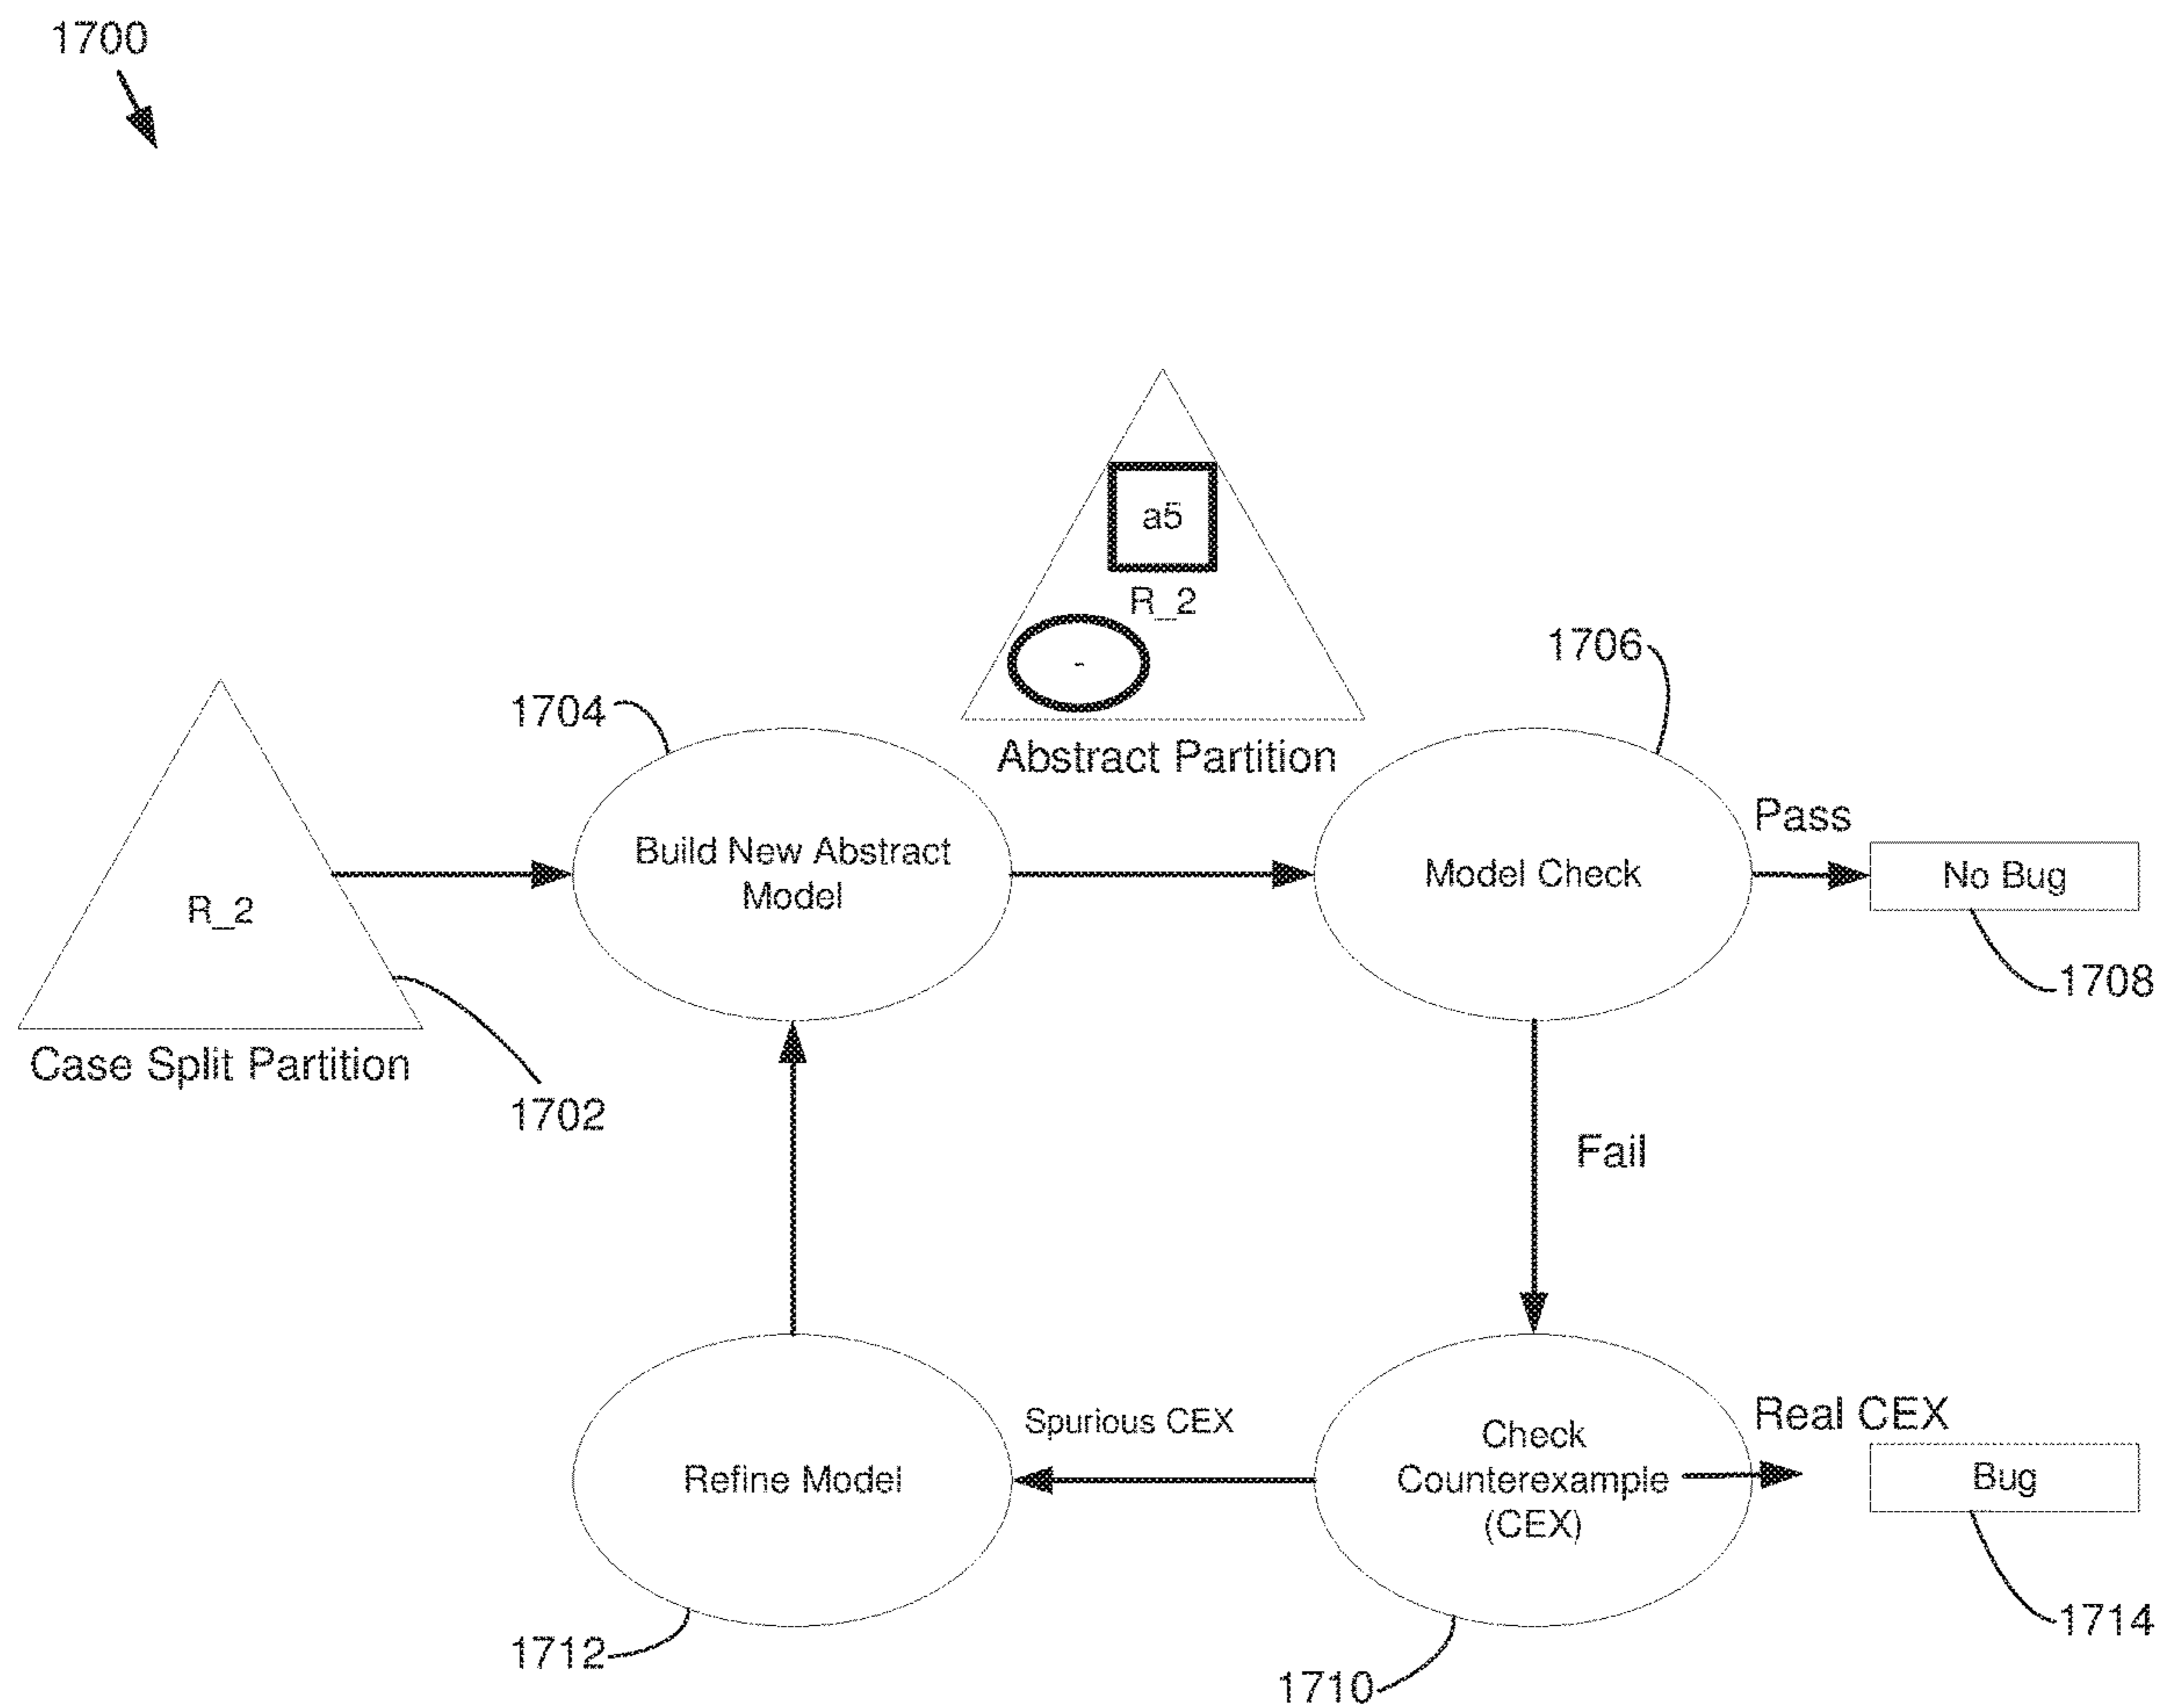 1700
a5
R_2
-
Abstract Partition
1706
1704
Pass
Build New Abstract
Model
Model Check
No Bug
R_2
1708
Case Split Partition
1702
Fail
Spurious CEX
Real CEX
Refine Model
Check
Counterexample
(CEX)
Bug
1714
1712
1710